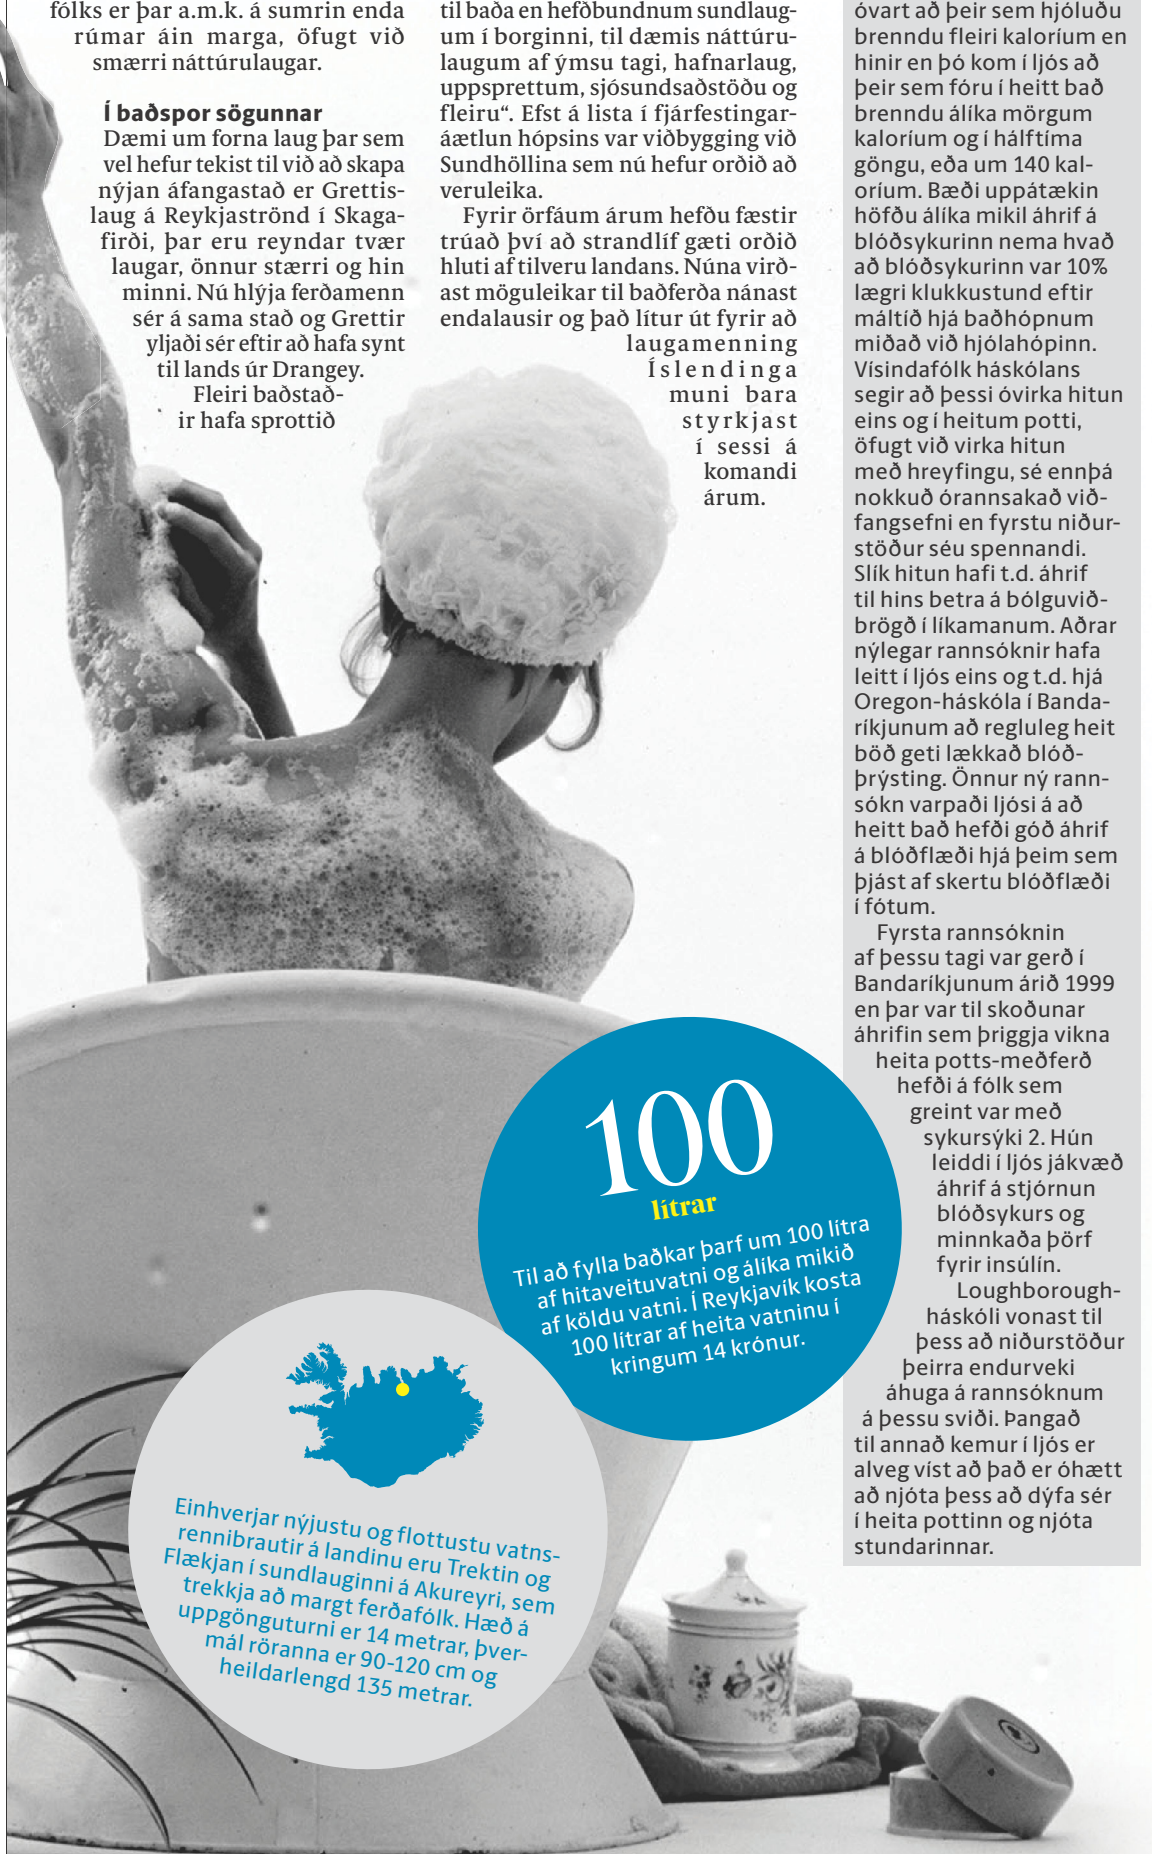 fólks er þar a.m.k. á sumrin enda
rúmar áin marga, öfugt við
smærri náttúrulaugar.
Í baðspor sögunnar
Dæmi um forna laug þar sem
vel hefur tekist til við að skapa
nýjan áfangastað er Grettis-
laug á Reykjaströnd í Skaga-
firði, þar eru reyndar tvær
laugar, önnur stærri og hin
minni. Nú hlýja ferðamenn
sér á sama stað og Grettir
yljaði sér eftir að hafa synt
til lands úr Drangey.
Fleiri baðstað-
ir hafa sprottið
til baða en hefðbundnum sundlaug-
um í borginni, til dæmis náttúru-
laugum af ýmsu tagi, hafnarlaug,
uppsprettum, sjósundsaðstöðu og
fleiru“. Efst á lista í fjárfestingar-
áætlun hópsins var viðbygging við
Sundhöllina sem nú hefur orðið að
veruleika.
Fyrir örfáum árum hefðu fæstir
trúað því að strandlíf gæti orðið
hluti af tilveru landans. Núna virð-
ast möguleikar til baðferða nánast
endalausir og það lítur út fyrir að
laugamenning
Íslendinga
muni bara
styrkjast
í sessi á
komandi
árum.
óvart að þeir sem hjóluðu
brenndu fleiri kaloríum en
hinir en þó kom í ljós að
þeir sem fóru í heitt bað
brenndu álíka mörgum
kaloríum og í hálftíma
göngu, eða um 140 kal-
oríum. Bæði uppátækin
höfðu álíka mikil áhrif á
blóðsykurinn nema hvað
að blóðsykurinn var 10%
lægri klukkustund eftir
máltíð hjá baðhópnum
miðað við hjólahópinn.
Vísindafólk háskólans
segir að þessi óvirka hitun
eins og í heitum potti,
öfugt við virka hitun
með hreyfingu, sé ennþá
nokkuð órannsakað við-
fangsefni en fyrstu niður-
stöður séu spennandi.
Slík hitun hafi t.d. áhrif
til hins betra á bólguvið-
brögð í líkamanum. Aðrar
nýlegar rannsóknir hafa
leitt í ljós eins og t.d. hjá
Oregon-háskóla í Banda-
ríkjunum að regluleg heit
böð geti lækkað blóð-
þrýsting. Önnur ný rann-
sókn varpaði ljósi á að
heitt bað hefði góð áhrif
á blóðflæði hjá þeim sem
þjást af skertu blóðflæði
í fótum.
Fyrsta rannsóknin
af þessu tagi var gerð í
Bandaríkjunum árið 1999
en þar var til skoðunar
áhrifin sem þriggja vikna
heita potts-meðferð
hefði á fólk sem
greint var með
sykursýki 2. Hún
leiddi í ljós jákvæð
áhrif á stjórnun
blóðsykurs og
minnkaða þörf
fyrir insúlín.
Loughborough-
háskóli vonast til
þess að niðurstöður
þeirra endurveki
áhuga á rannsóknum
á þessu sviði. Þangað
til annað kemur í ljós er
alveg víst að það er óhætt
að njóta þess að dýfa sér
í heita pottinn og njóta
stundarinnar.
100
lítrar
Til að fylla baðkar þarf um 100 lítra
af hitaveituvatni og álíka mikið
af köldu vatni. Í Reykjavík kosta
100 lítrar af heita vatninu í
kringum 14 krónur.
Einhverjar nýjustu og flottustu vatns-
rennibrautir á landinu eru Trektin og
Flækjan í sundlauginni á Akureyri, sem
trekkja að margt ferðafólk. Hæð á
uppgönguturni er 14 metrar, þver-
mál röranna er 90-120 cm og
heildarlengd 135 metrar.